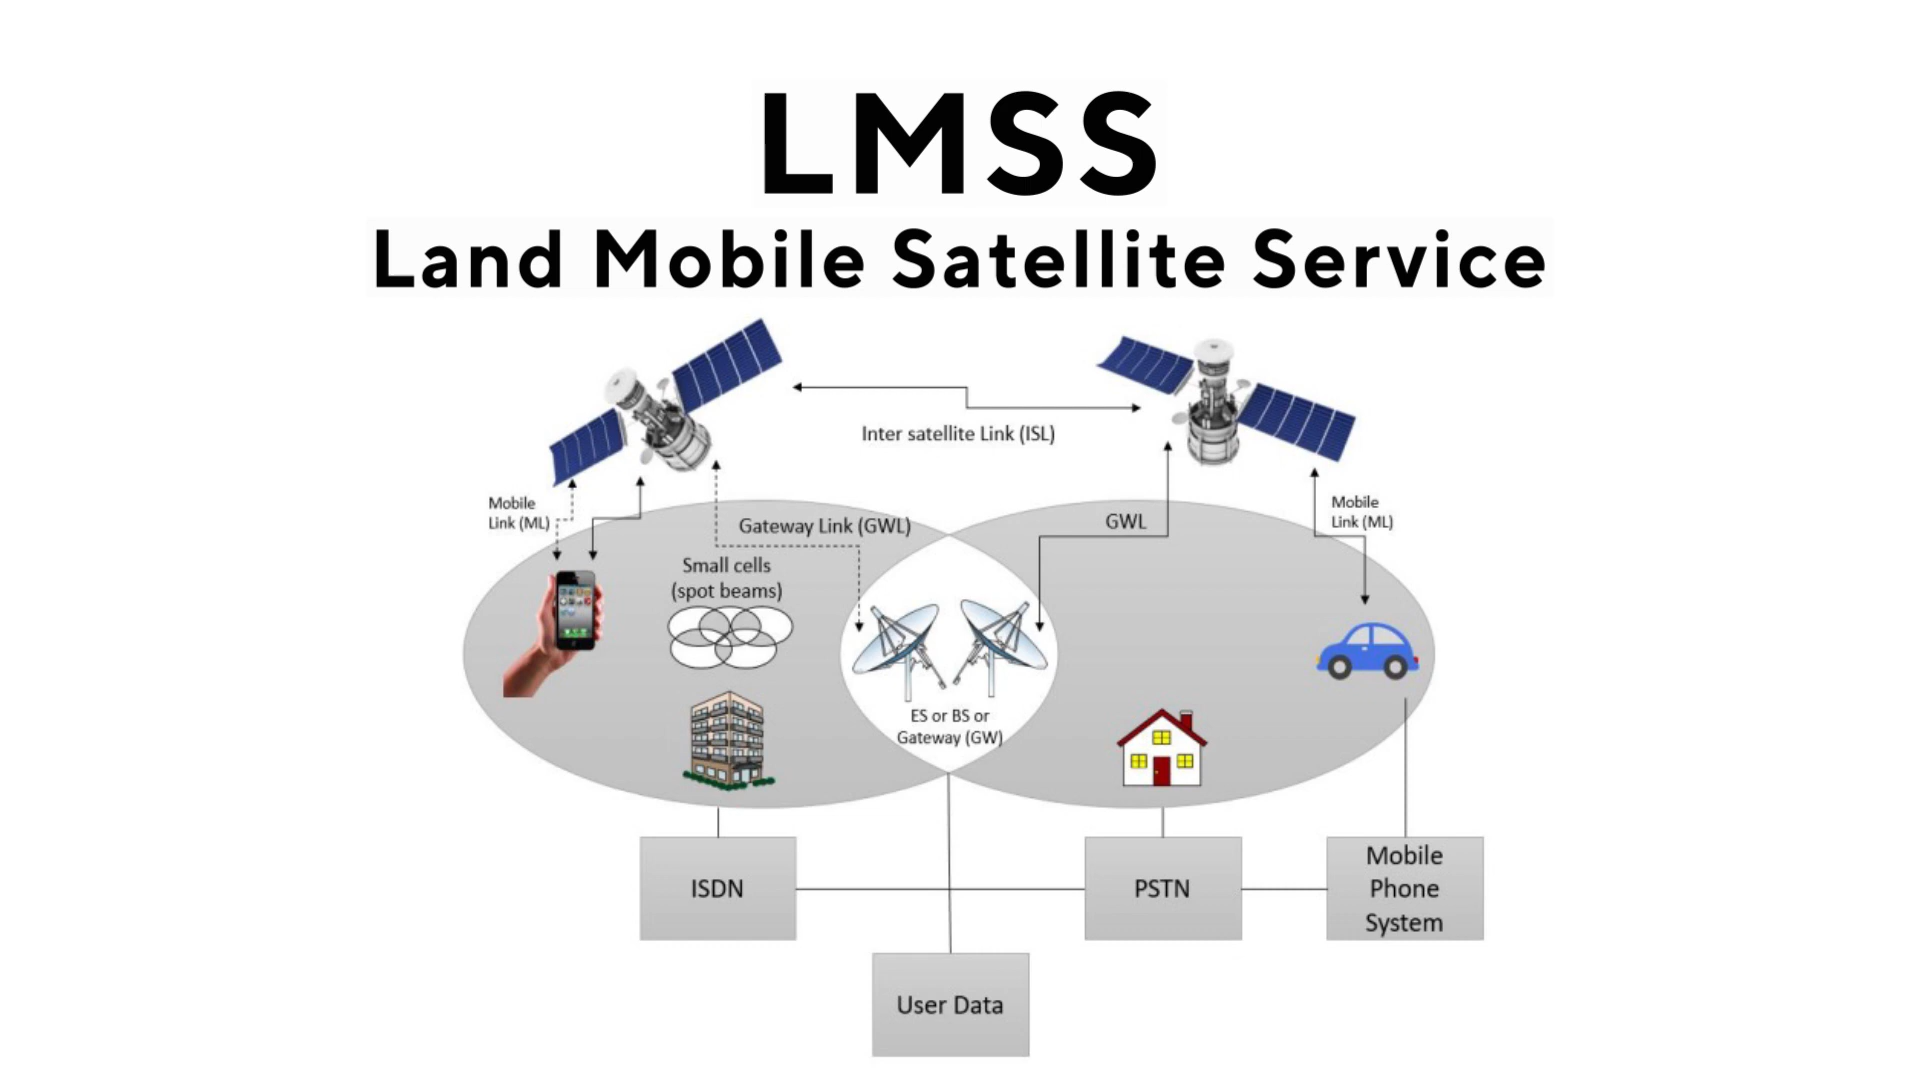 LMSS
Land Mobile Satellite Service
Inter satellite Link (ISL)
Mobile
Link (ML)
Gateway Link (GWL)
GWL
Mobile
Link (ML)
Small cells
(spot beams)
ES or BS or
Gateway (GW)
ISDN
PSTN
Mobile
Phone
System
User Data